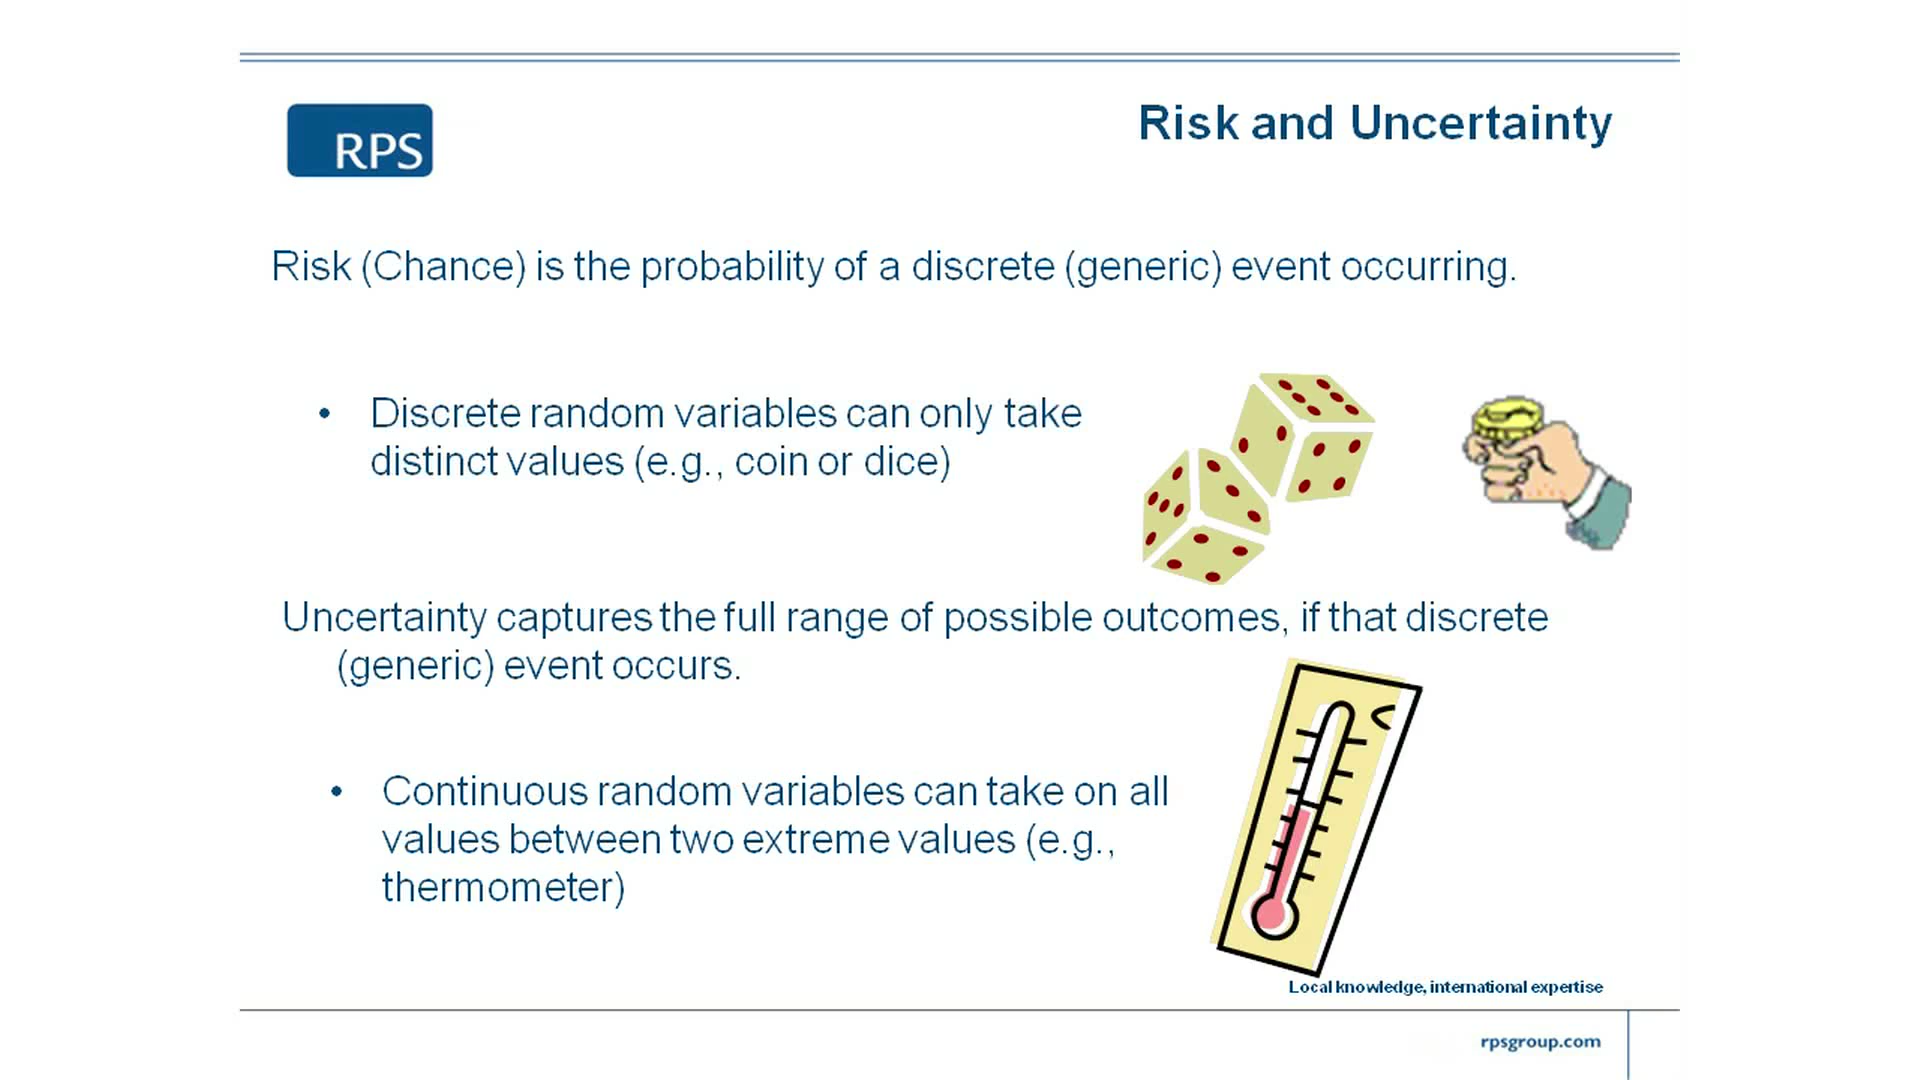 RPS
Risk and Uncertainty
Risk (Chance) is the probability of a discrete (generic) event occurring.
• Discrete random variables can only take
distinct values (e.g., coin or dice)
Uncertainty captures the full range of possible outcomes, if that discrete
(generic) event occurs.
• Continuous random variables can take on all
values between two extreme values (e.g.,
thermometer)
Local knowledge, international expertise
rpsgroup.com